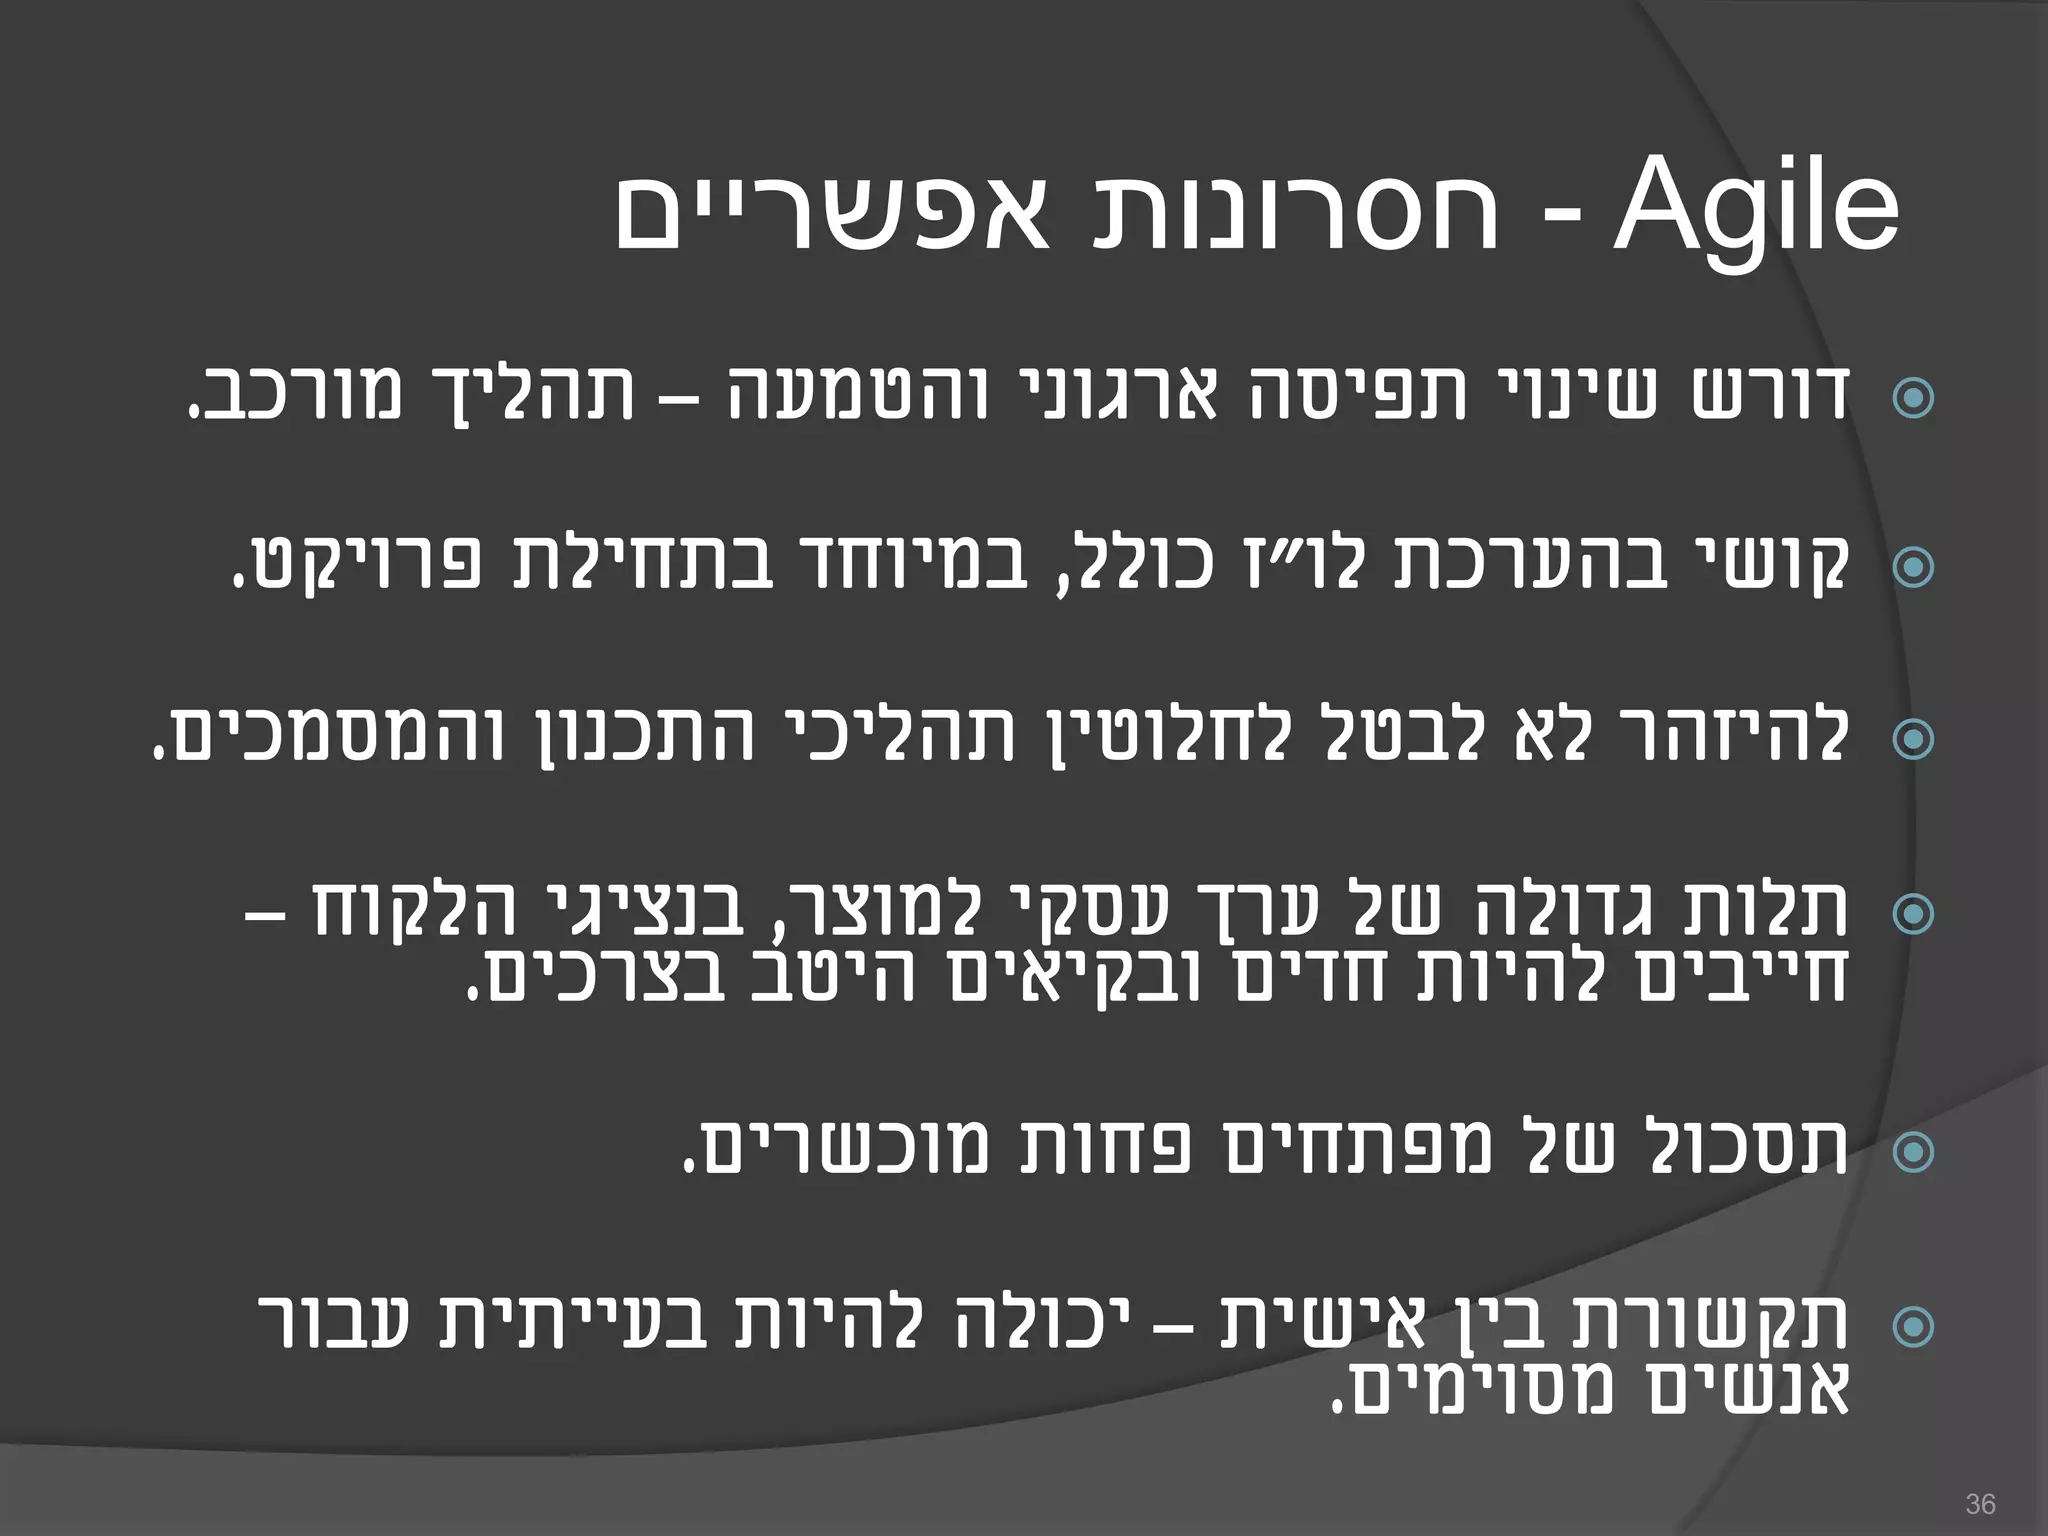 Agile - חסרונות אפשריים
דורש שינוי תפיסה ארגוני והטמעה – תהליך מורכב.
קושי בהערכת לו״ז כולל, במיוחד בתחילת פרויקט.
להיזהר לא לבטל לחלוטין תהליכי התכנון והמסמכים.
תלות גדולה של ערך עסקי למוצר, בנציגי הלקוח –
חייבים להיות חדים ובקיאים היטב בצרכים.
תסכול של מפתחים פחות מוכשרים.
תקשורת בין אישית – יכולה להיות בעייתית עבור
אנשים מסוימים.
36